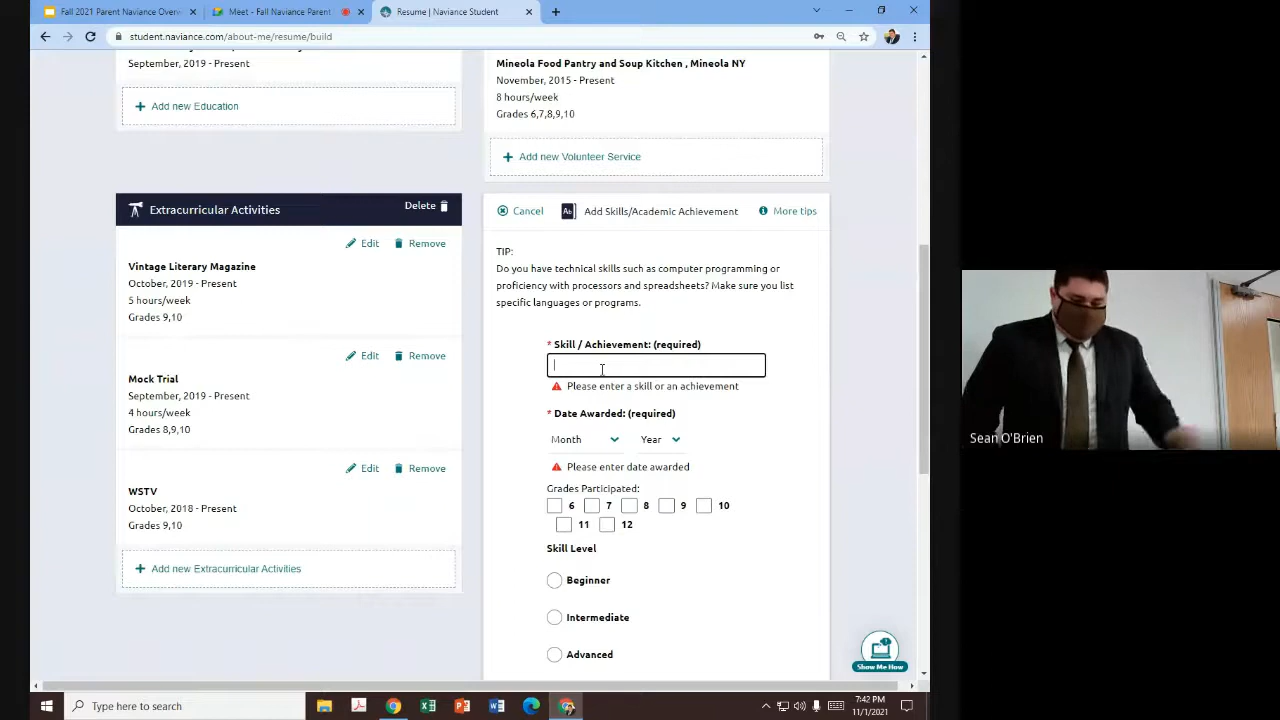 Fall 2021 Parent Naviance Overvi
Meet - Fall Naviance Parent
Resume | Naviance Student
student.naviance.com/about-me/resume/build
September, 2019 - Present
+ Add new Education
Mineola Food Pantry and Soup Kitchen , Mineola NY
November, 2015 - Present
8 hours/week
Grades 6,7,8,9,10
+ Add new Volunteer Service
Extracurricular Activities
Delete
Edit Remove
Vintage Literary Magazine
October, 2019 - Present
5 hours/week
Grades 9,10
Edit Remove
Mock Trial
September, 2019 - Present
4 hours/week
Grades 8,9,10
Edit Remove
WSTV
October, 2018 - Present
Grades 9,10
+ Add new Extracurricular Activities
Cancel Add Skills/Academic Achievement More tips
TIP:
Do you have technical skills such as computer programming or
proficiency with processors and spreadsheets? Make sure you list
specific languages or programs.
* Skill / Achievement: (required)
Please enter a skill or an achievement
* Date Awarded: (required)
Month Year
Please enter date awarded
Grades Participated:
6 7 8 9 10
11 12
Skill Level
Beginner
Intermediate
Advanced
Show Me How
Sean O'Brien
Type here to search
7:42 PM
11/1/2021